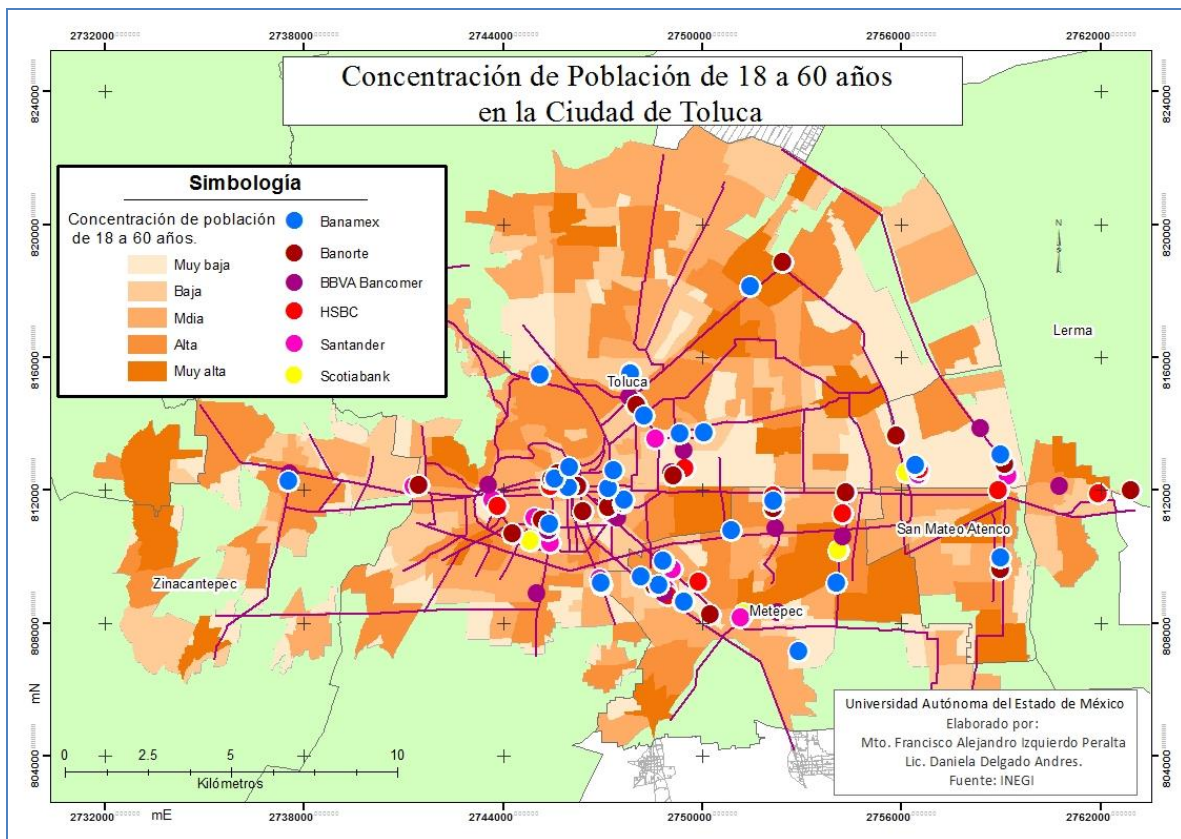 2732000 2738000 2744000 2750000 2756000 2762000
Concentración de Población de 18 a 60 años
en la Ciudad de Toluca
824000
824000
Simbología
Concentración de población
de 18 a 60 años.
Muy baja
Baja
Mdia
Alta
Muy alta
Banamex
Banorte
BBVA Bancomer
HSBC
Santander
Scotiabank
820000
820000
N
Lerma
816000
816000
Toluca
812000
812000
San Mateo Atenco
Zinacantepec
Metepec
808000
808000
mN
Universidad Autónoma del Estado de México
Elaborado por:
Mto. Francisco Alejandro Izquierdo Peralta
Lic. Daniela Delgado Andres.
Fuente: INEGI
0 2.5 5 10
Kilómetros
804000
804000
2732000 mE 2738000 2744000 2750000 2756000 2762000